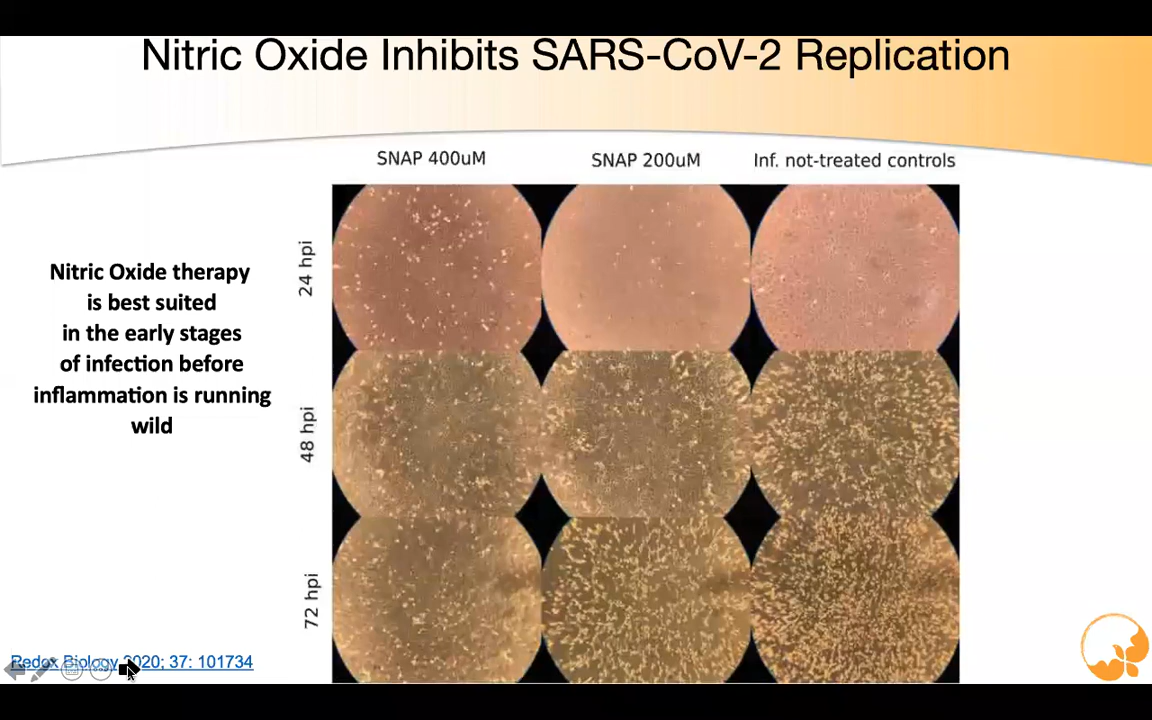 Nitric Oxide Inhibits SARS-CoV-2 Replication
SNAP 400uM
SNAP 200uM
Inf. not-treated controls
24 hpi
48 hpi
72 hpi
Nitric Oxide therapy
is best suited
in the early stages
of infection before
inflammation is running
wild
Redox Biology 2020; 37: 101734